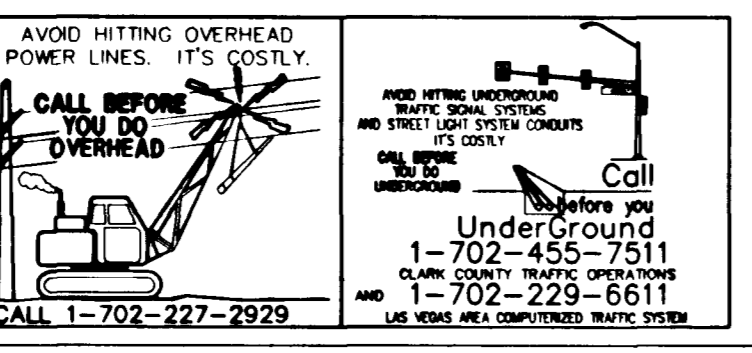 AVOID HITTING OVERHEAD
POWER LINES. IT'S COSTLY.
CALL BEFORE
YOU DO
OVERHEAD
CALL 1-702-227-2929
AVOID HITTING UNDERGROUND
TRAFFIC SIGNAL SYSTEMS
AND STREET LIGHT SYSTEM CONDUITS
IT'S COSTLY
CALL BEFORE
YOU DO
UNDERGROUND
Call
before you
UnderGround
1-702-455-7511
CLARK COUNTY TRAFFIC OPERATIONS
AND 1-702-229-6611
LAS VEGAS AREA COMPUTERIZED TRAFFIC SYSTEM